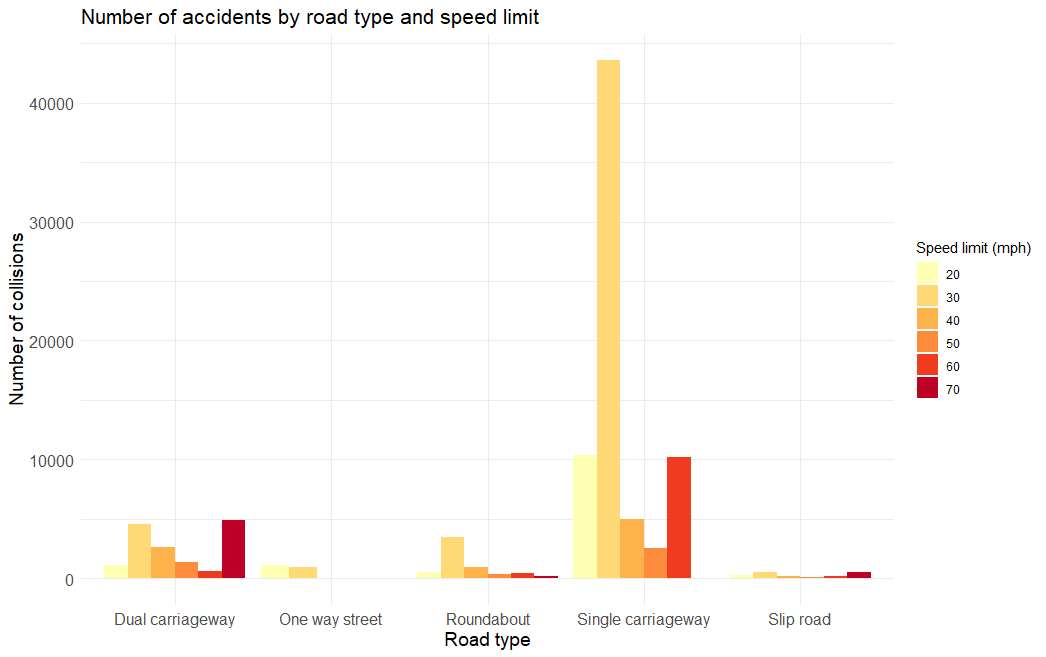 Number of accidents by road type and speed limit
40000
30000
20000
10000
0
Number of collisions
Dual carriageway
One way street
Roundabout
Single carriageway
Slip road
Road type
Speed limit (mph)
20
30
40
50
60
70